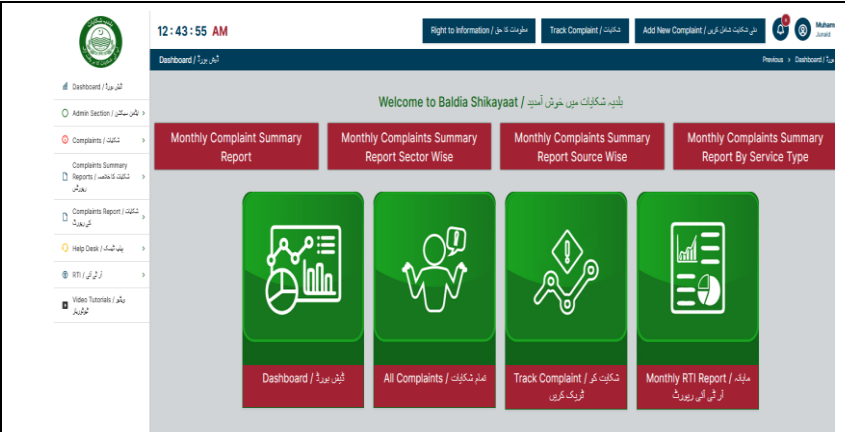 12:43:55 AM
Right to Information / معلومات کا حق
Track Complaint / شکایات
Add New Complaint / نئی شکایت شامل کریں
Muham
Junaid
Dashboard / ڈیش بورڈ
Previous > Dashboard /
Dashboard / ڈیش بورڈ
Admin Section / ایڈمن سیکشن
Complaints / شکایات
Complaints Summary
Reports / شکایات کا خلاصہ
رپورٹس
Complaints Report / شکایات
کی رپورٹ
Help Desk / ہیلپ ڈیسک
RTI / آر ٹی آئی
Video Tutorials / ویڈیو
ٹیوٹوریلز
Welcome to Baldia Shikayaat / بلدیہ شکایات میں خوش آمدید
Monthly Complaint Summary
Report
Monthly Complaints Summary
Report Sector Wise
Monthly Complaints Summary
Report Source Wise
Monthly Complaints Summary
Report By Service Type
Dashboard / ڈیش بورڈ
All Complaints / تمام شکایات
Track Complaint / شکایت کو
ٹریک کریں
Monthly RTI Report / ماہانہ
آر ٹی آئی رپورٹ